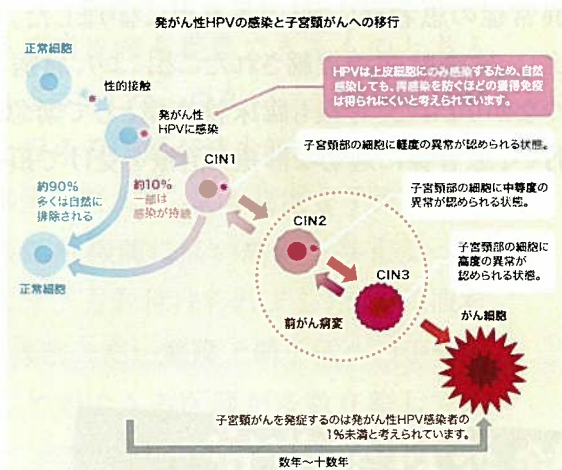 発がん性HPVの感染と子宮頸がんへの移行
正常細胞
性的接触
発がん性
HPVに感染
HPVは上皮細胞にのみ感染するため、自然
感染しても、再感染を防ぐほどの獲得免疫
は得られにくいと考えられています。
CIN1
子宮頸部の細胞に軽度の異常が認められる状態。
約90%
多くは自然に
排除される
約10%
一部は
感染が持続
子宮頸部の細胞に中等度の
異常が認められる状態。
CIN2
正常細胞
子宮頸部の細胞に
高度の異常が
認められる状態。
CIN3
前がん病変
がん細胞
子宮頸がんを発症するのは発がん性HPV感染者の
1%未満と考えられています。
数年〜十数年